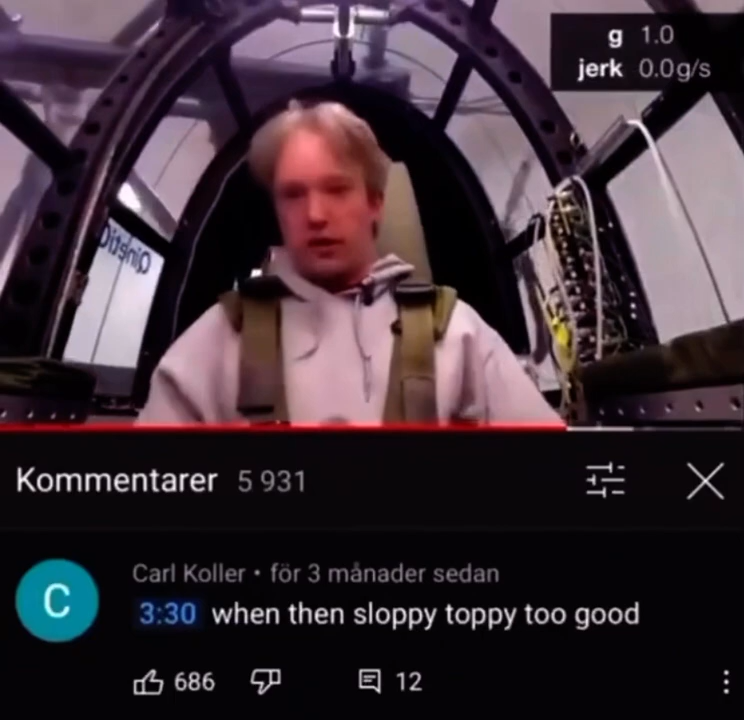 g 1.0
jerk 0.0g/s
Kommentarer 5 931
Carl Koller • för 3 månader sedan
3:30 when then sloppy toppy too good
686
12
C